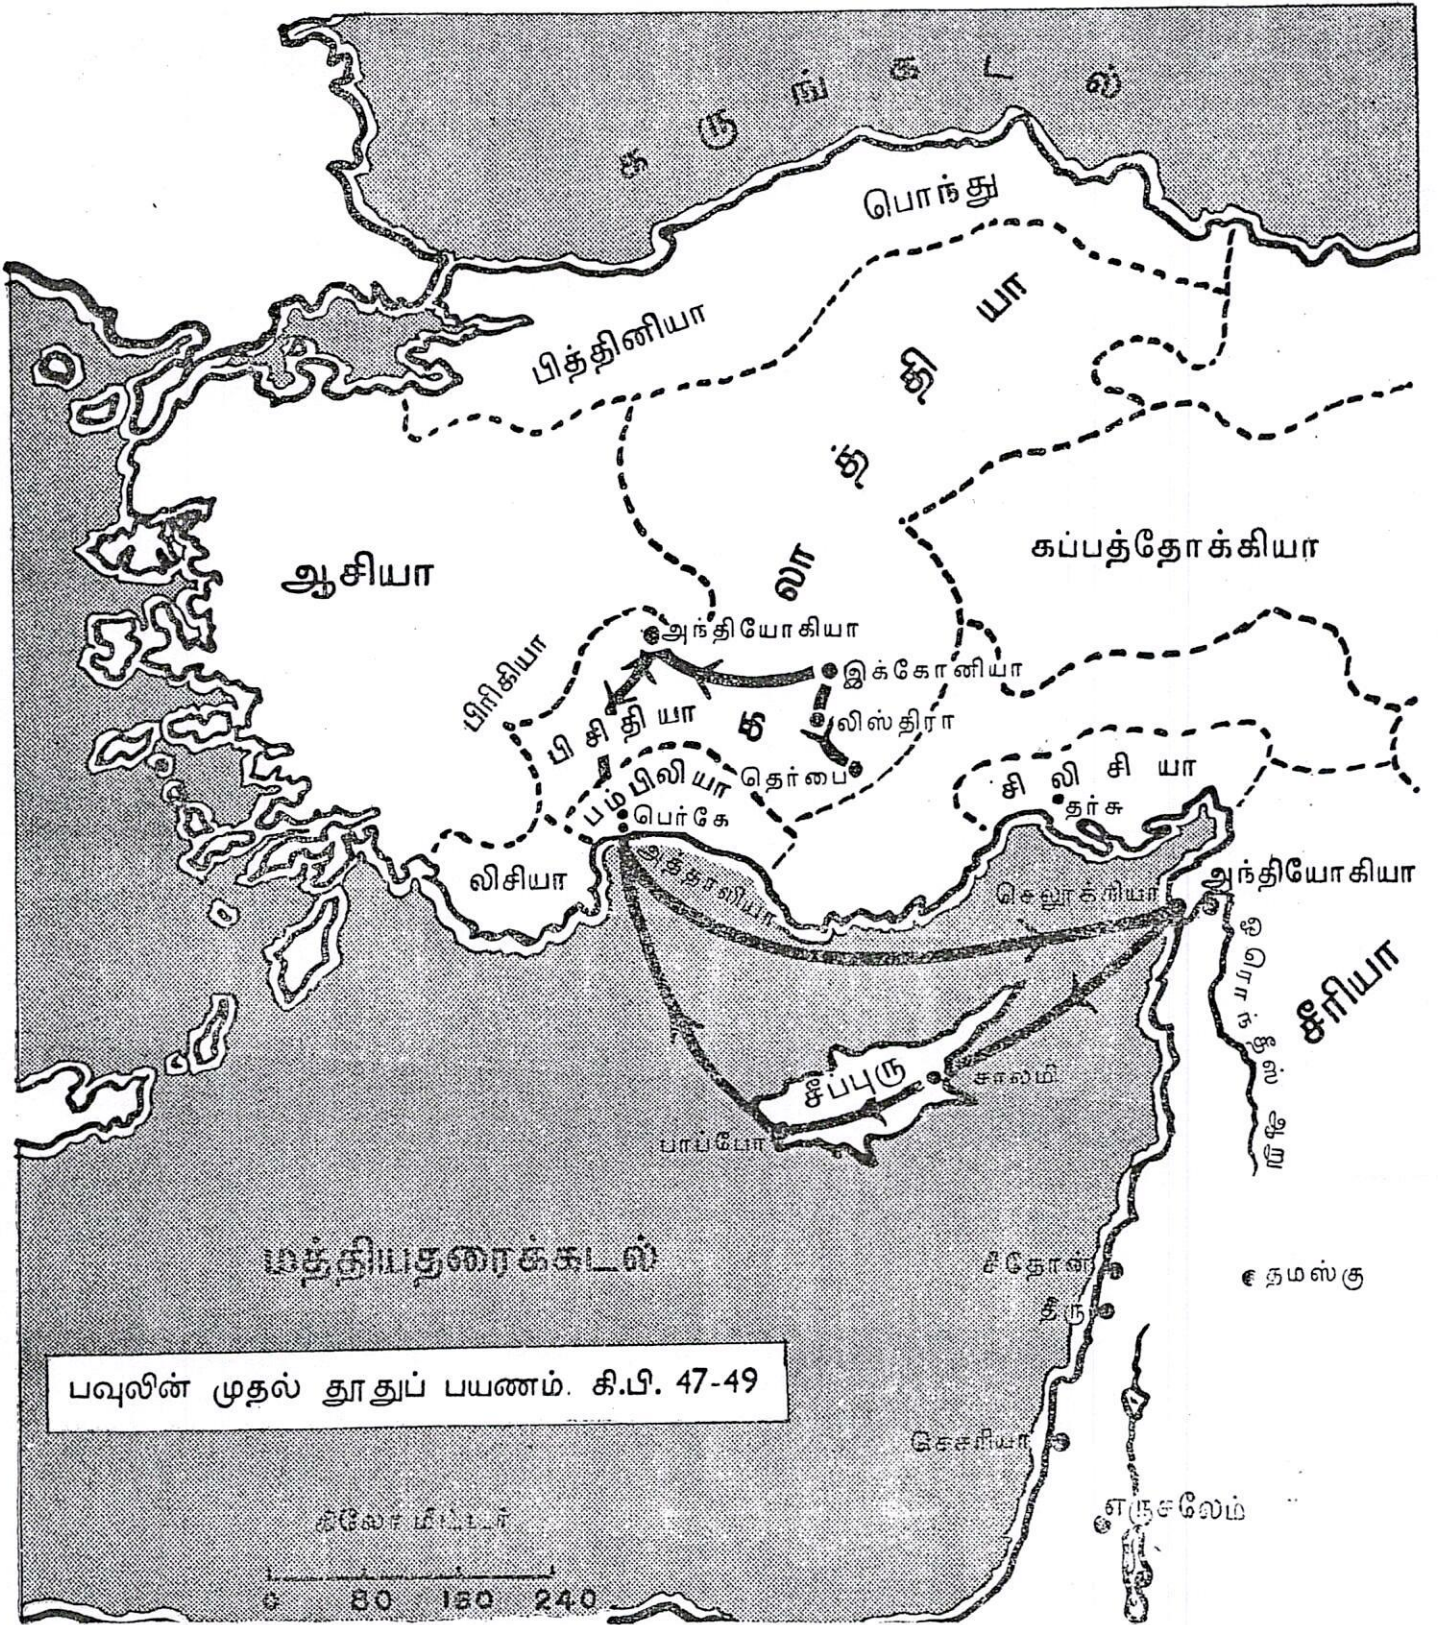 கருங்கடல்
பொந்து
பித்தினியா
கலாத்தியா
ஆசியா
கப்பத்தோக்கியா
பிரிகியா
அந்தியோகியா
இக்கோனியா
பிசிதியா
லிஸ்திரா
பம்பிலியா
தெர்பை
சிலிசியா
தர்சு
பெர்கே
லிசியா
அத்தாலியா
செலூக்கியா
அந்தியோகியா
ஒரொந்தீஸ் ஆறு
சீரியா
சீப்புரு
சாலமி
பாப்போ
மத்தியதரைக்கடல்
சீதோன்
தமஸ்கு
தீரு
பவுலின் முதல் தூதுப் பயணம். கி.பி. 47-49
செசரியா
எருசலேம்
கிலோ மீட்டர்
0 80 160 240